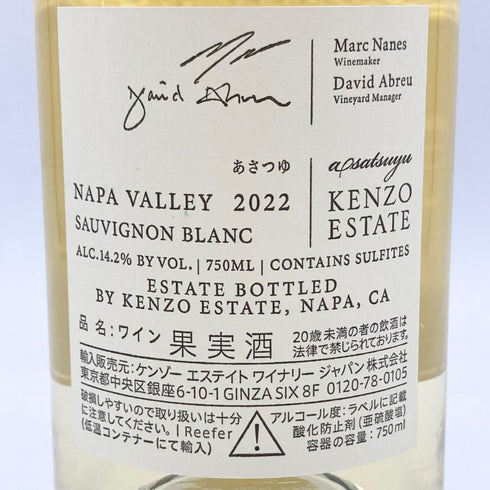 David Abreu
Marc Nanes
Winemaker
David Abreu
Vineyard Manager
あさつゆ
asatsuyu
NAPA VALLEY 2022
SAUVIGNON BLANC
KENZO
ESTATE
ALC.14.2% BY VOL. | 750ML | CONTAINS SULFITES
ESTATE BOTTLED
BY KENZO ESTATE, NAPA, CA
品 名：ワイン 果実酒
20歳未満の者の飲酒は
法律で禁じられております。
輸入販売元：ケンゾー エステイト ワイナリー ジャパン株式会社
東京都中央区銀座6-10-1 GINZA SIX 8F 0120-78-0105
破損しやすので取り扱いは十分
に注意してください。 | Reefer
(低温コンテナーにて輸入)
アルコール度：ラベルに記載
酸化防止剤 (亜硫酸塩)
容器の容量：750ml